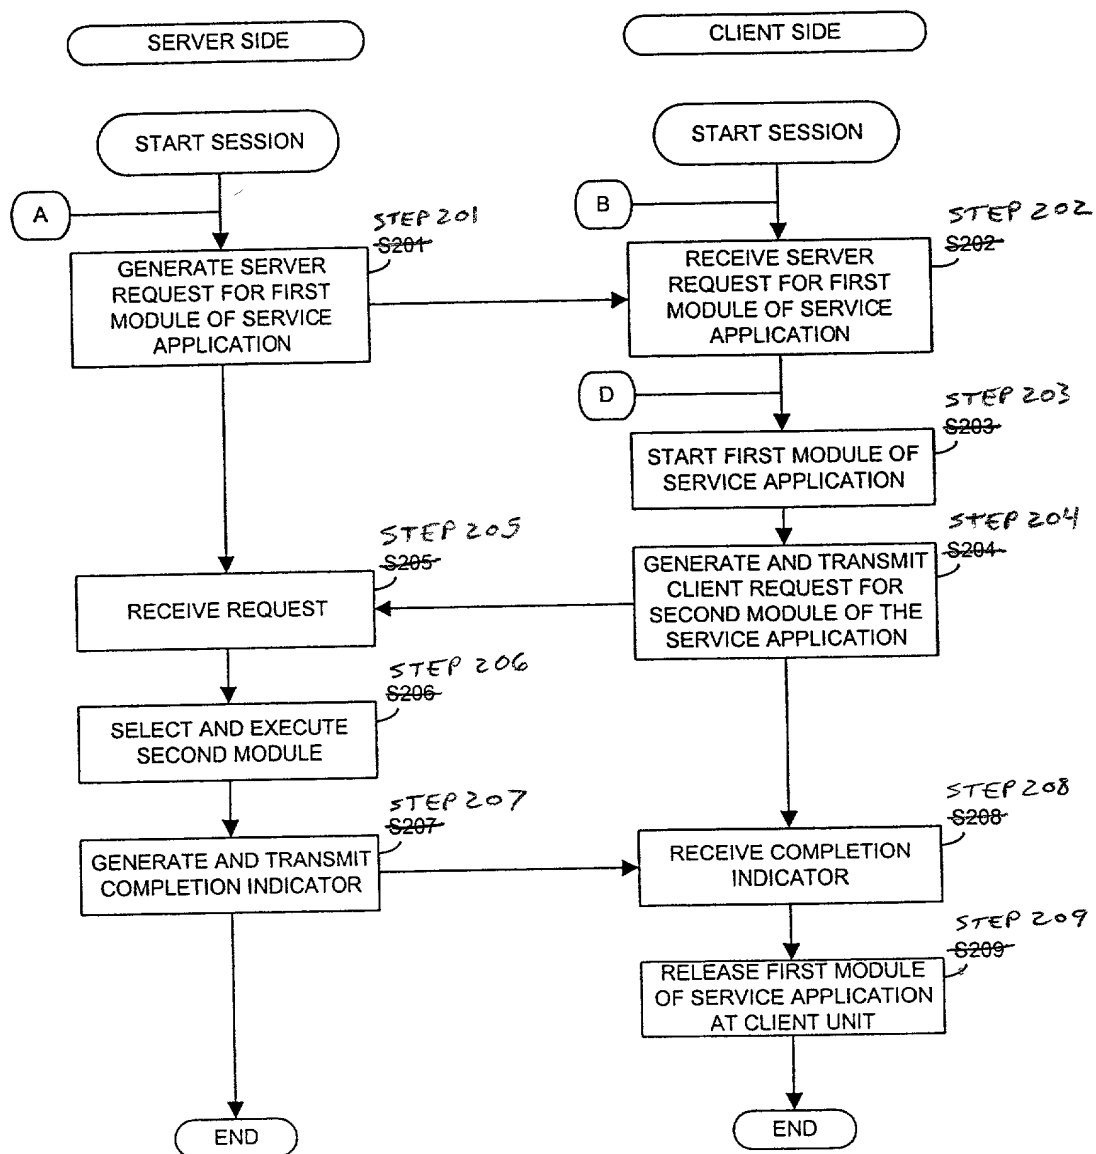 SERVER SIDE
CLIENT SIDE
START SESSION
START SESSION
A
B
STEP 201
S201
GENERATE SERVER
REQUEST FOR FIRST
MODULE OF SERVICE
APPLICATION
STEP 202
S202
RECEIVE SERVER
REQUEST FOR FIRST
MODULE OF SERVICE
APPLICATION
D
STEP 203
S203
START FIRST MODULE OF
SERVICE APPLICATION
STEP 204
S204
GENERATE AND TRANSMIT
CLIENT REQUEST FOR
SECOND MODULE OF THE
SERVICE APPLICATION
STEP 205
S205
RECEIVE REQUEST
STEP 206
S206
SELECT AND EXECUTE
SECOND MODULE
STEP 207
S207
GENERATE AND TRANSMIT
COMPLETION INDICATOR
STEP 208
S208
RECEIVE COMPLETION
INDICATOR
STEP 209
S209
RELEASE FIRST MODULE
OF SERVICE APPLICATION
AT CLIENT UNIT
END
END